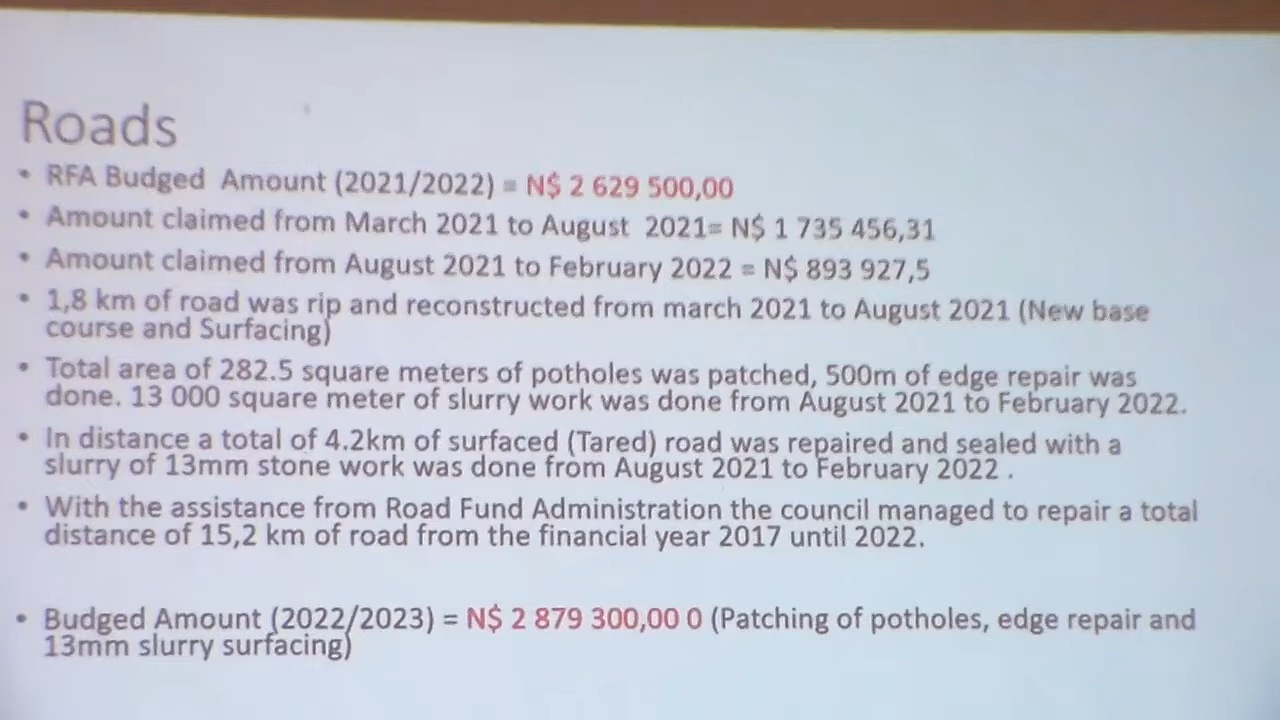 Roads
• RFA Budged Amount (2021/2022) = N$ 2 629 500,00
• Amount claimed from March 2021 to August 2021= N$ 1 735 456,31
• Amount claimed from August 2021 to February 2022 = N$ 893 927,5
• 1,8 km of road was rip and reconstructed from march 2021 to August 2021 (New base
course and Surfacing)
• Total area of 282.5 square meters of potholes was patched, 500m of edge repair was
done. 13 000 square meter of slurry work was done from August 2021 to February 2022.
• In distance a total of 4.2km of surfaced (Tared) road was repaired and sealed with a
slurry of 13mm stone work was done from August 2021 to February 2022 .
• With the assistance from Road Fund Administration the council managed to repair a total
distance of 15,2 km of road from the financial year 2017 until 2022.
• Budged Amount (2022/2023) = N$ 2 879 300,00 0 (Patching of potholes, edge repair and
13mm slurry surfacing)